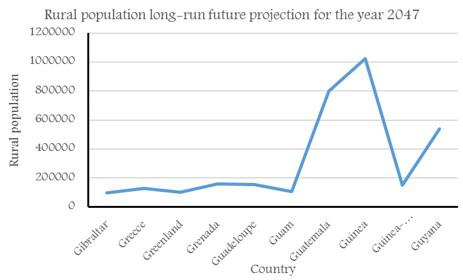 Rural population long-run future projection for the year 2047
1200000
1000000
800000
600000
400000
200000
0
Rural population
Gibraltar
Greece
Greenland
Grenada
Guadeloupe
Guam
Guatemala
Guinea
Guinea-…
Guyana
Country